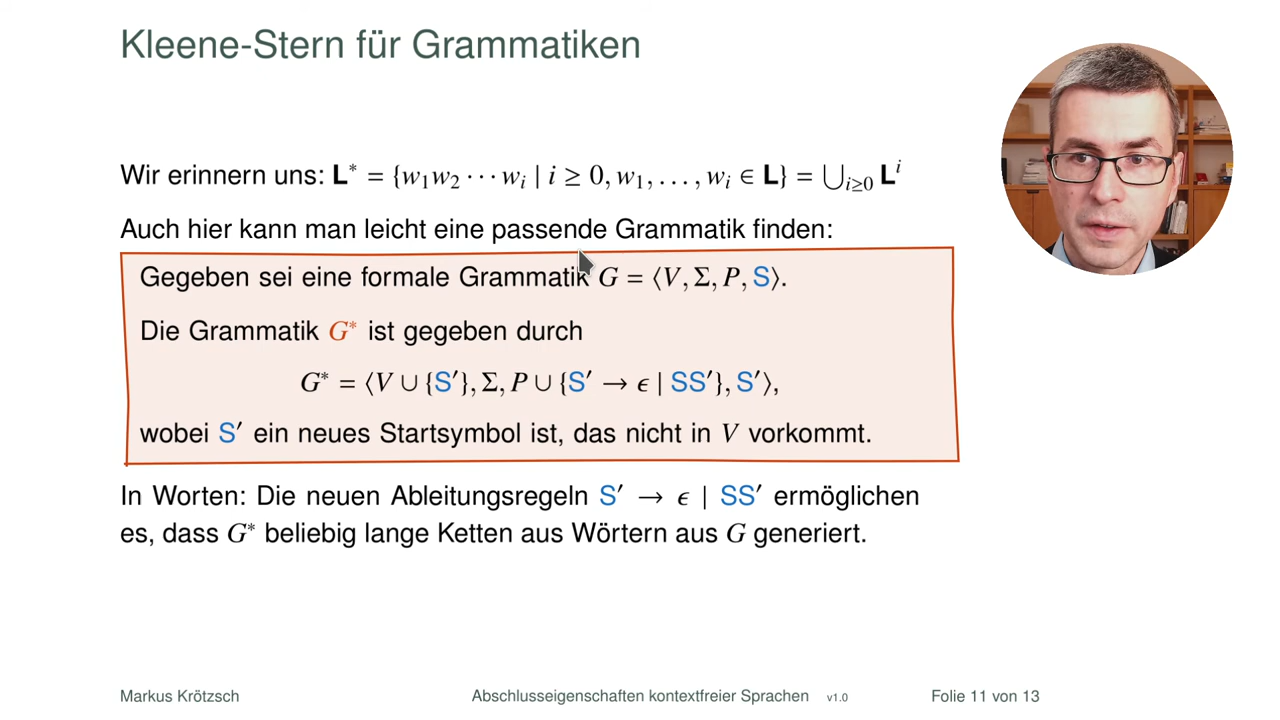 Kleene-Stern für Grammatiken
Wir erinnern uns: L* = {w₁w₂ ⋯ wᵢ | i ≥ 0, w₁, …, wᵢ ∈ L} = ⋃ᵢ≥₀ Lⁱ
Auch hier kann man leicht eine passende Grammatik finden:
Gegeben sei eine formale Grammatik G = ⟨V, Σ, P, S⟩.
Die Grammatik G* ist gegeben durch
G* = ⟨V ∪ {S′}, Σ, P ∪ {S′ → ϵ | SS′}, S′⟩,
wobei S′ ein neues Startsymbol ist, das nicht in V vorkommt.
In Worten: Die neuen Ableitungsregeln S′ → ϵ | SS′ ermöglichen
es, dass G* beliebig lange Ketten aus Wörtern aus G generiert.
Markus Krötzsch Abschlusseigenschaften kontextfreier Sprachen v1.0 Folie 11 von 13